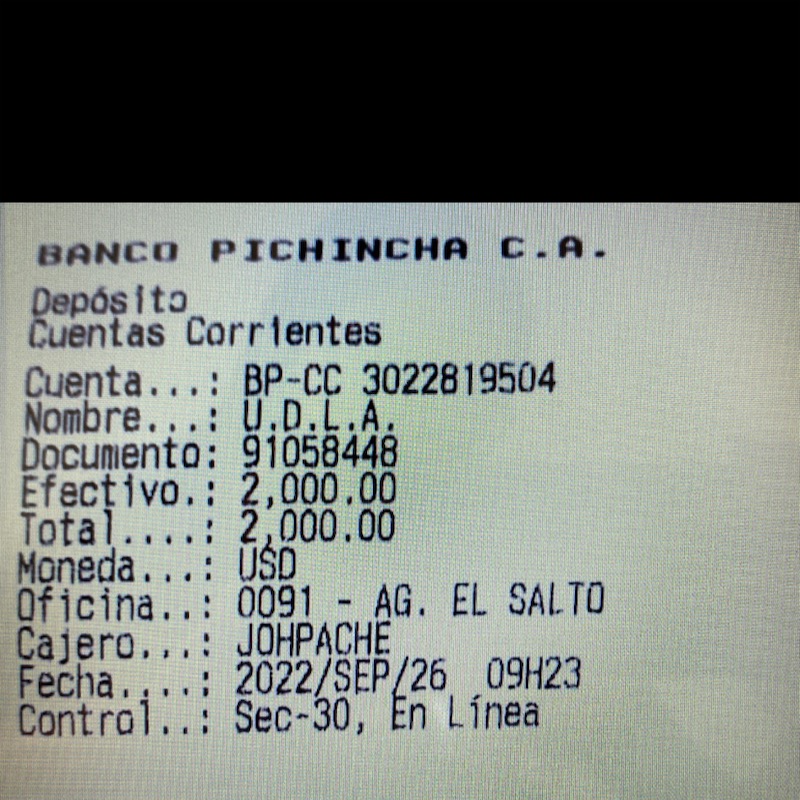 BANCO PICHINCHA C.A.
Depósito
Cuentas Corrientes
Cuenta...: BP-CC 3022819504
Nombre...: U.D.L.A.
Documento: 91058448
Efectivo.: 2,000.00
Total....: 2,000.00
Moneda...: USD
Oficina..: 0091 - AG. EL SALTO
Cajero...: JOHPACHE
Fecha....: 2022/SEP/26 09H23
Control..: Sec-30, En Línea